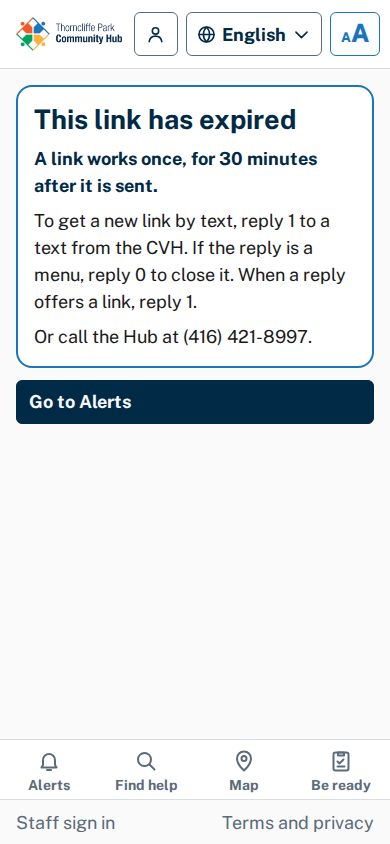 Thorncliffe Park
Community Hub
English
AA
This link has expired
A link works once, for 30 minutes
after it is sent.
To get a new link by text, reply 1 to a
text from the CVH. If the reply is a
menu, reply 0 to close it. When a reply
offers a link, reply 1.
Or call the Hub at (416) 421-8997.
Go to Alerts
Alerts
Find help
Map
Be ready
Staff sign in
Terms and privacy